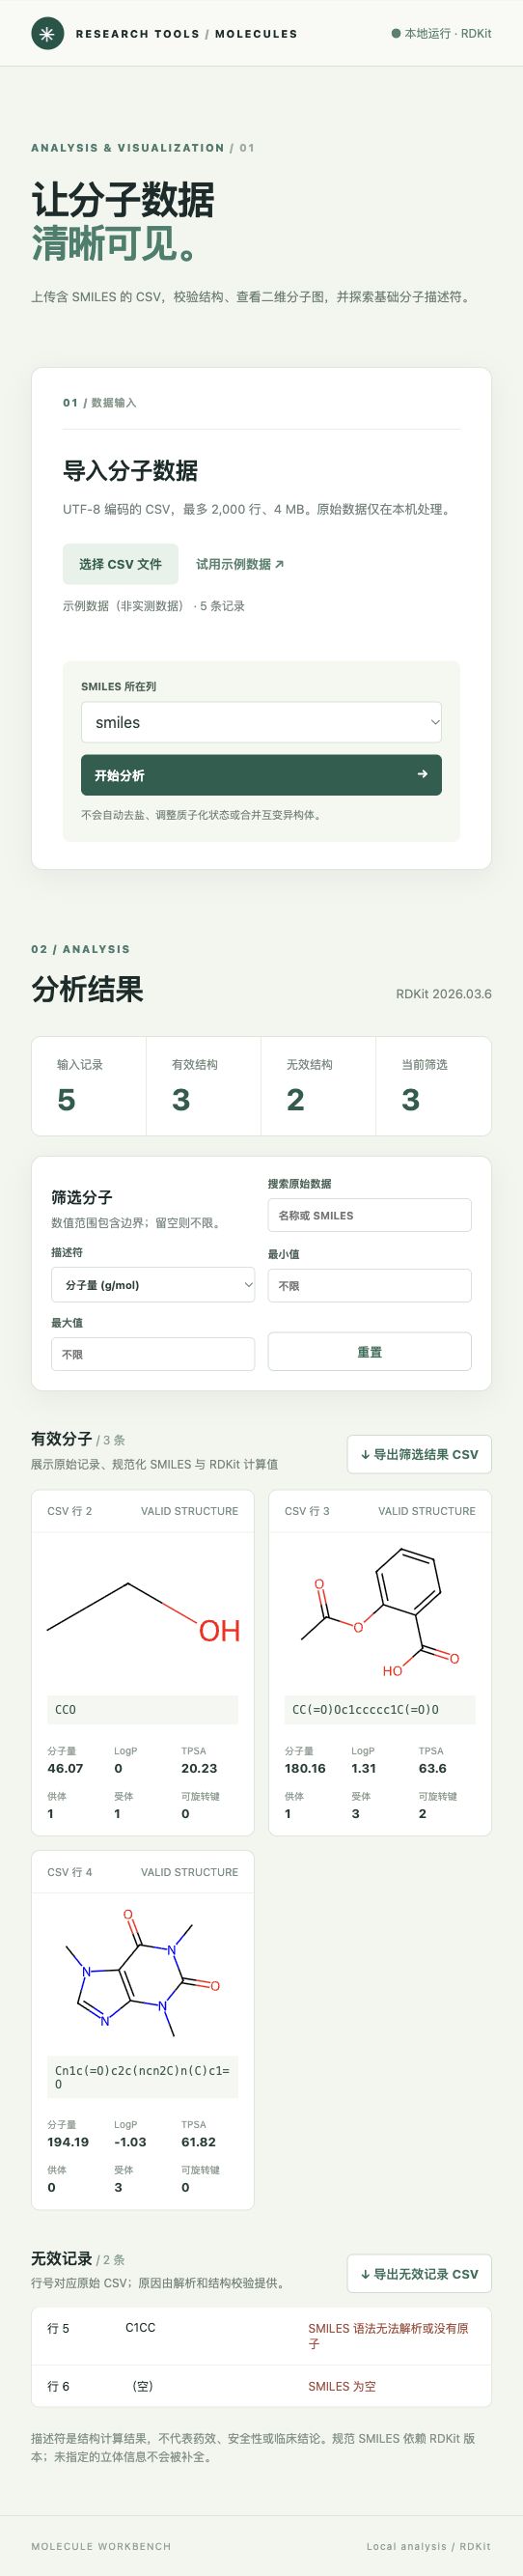 RESEARCH TOOLS / MOLECULES
本地运行 · RDKit
ANALYSIS & VISUALIZATION / 01
让分子数据
清晰可见。
上传含 SMILES 的 CSV，校验结构、查看二维分子图，并探索基础分子描述符。
01 / 数据输入
导入分子数据
UTF-8 编码的 CSV，最多 2,000 行、4 MB。原始数据仅在本机处理。
选择 CSV 文件
试用示例数据 ↗
示例数据（非实测数据） · 5 条记录
SMILES 所在列
smiles
开始分析 →
不会自动去盐、调整质子化状态或合并互变异构体。
02 / ANALYSIS
分析结果
RDKit 2026.03.6
输入记录 有效结构 无效结构 当前筛选
5 3 2 3
筛选分子
数值范围包含边界；留空则不限。
搜索原始数据
名称或 SMILES
描述符
分子量 (g/mol)
最小值
不限
最大值
不限
重置
有效分子 / 3 条
展示原始记录、规范化 SMILES 与 RDKit 计算值
↓ 导出筛选结果 CSV
CSV 行 2 VALID STRUCTURE
OH
CCO
分子量 LogP TPSA
46.07 0 20.23
供体 受体 可旋转键
1 1 0
CSV 行 3 VALID STRUCTURE
O
O
O
HO
CC(=O)Oc1ccccc1C(=O)O
分子量 LogP TPSA
180.16 1.31 63.6
供体 受体 可旋转键
1 3 2
CSV 行 4 VALID STRUCTURE
O
N
N
O
N
N
Cn1c(=O)c2c(ncn2C)n(C)c1=
O
分子量 LogP TPSA
194.19 -1.03 61.82
供体 受体 可旋转键
0 3 0
无效记录 / 2 条
行号对应原始 CSV；原因由解析和结构校验提供。
↓ 导出无效记录 CSV
行 5 C1CC SMILES 语法无法解析或没有原
子
行 6 （空） SMILES 为空
描述符是结构计算结果，不代表药效、安全性或临床结论。规范 SMILES 依赖 RDKit 版
本；未指定的立体信息不会被补全。
MOLECULE WORKBENCH
Local analysis / RDKit